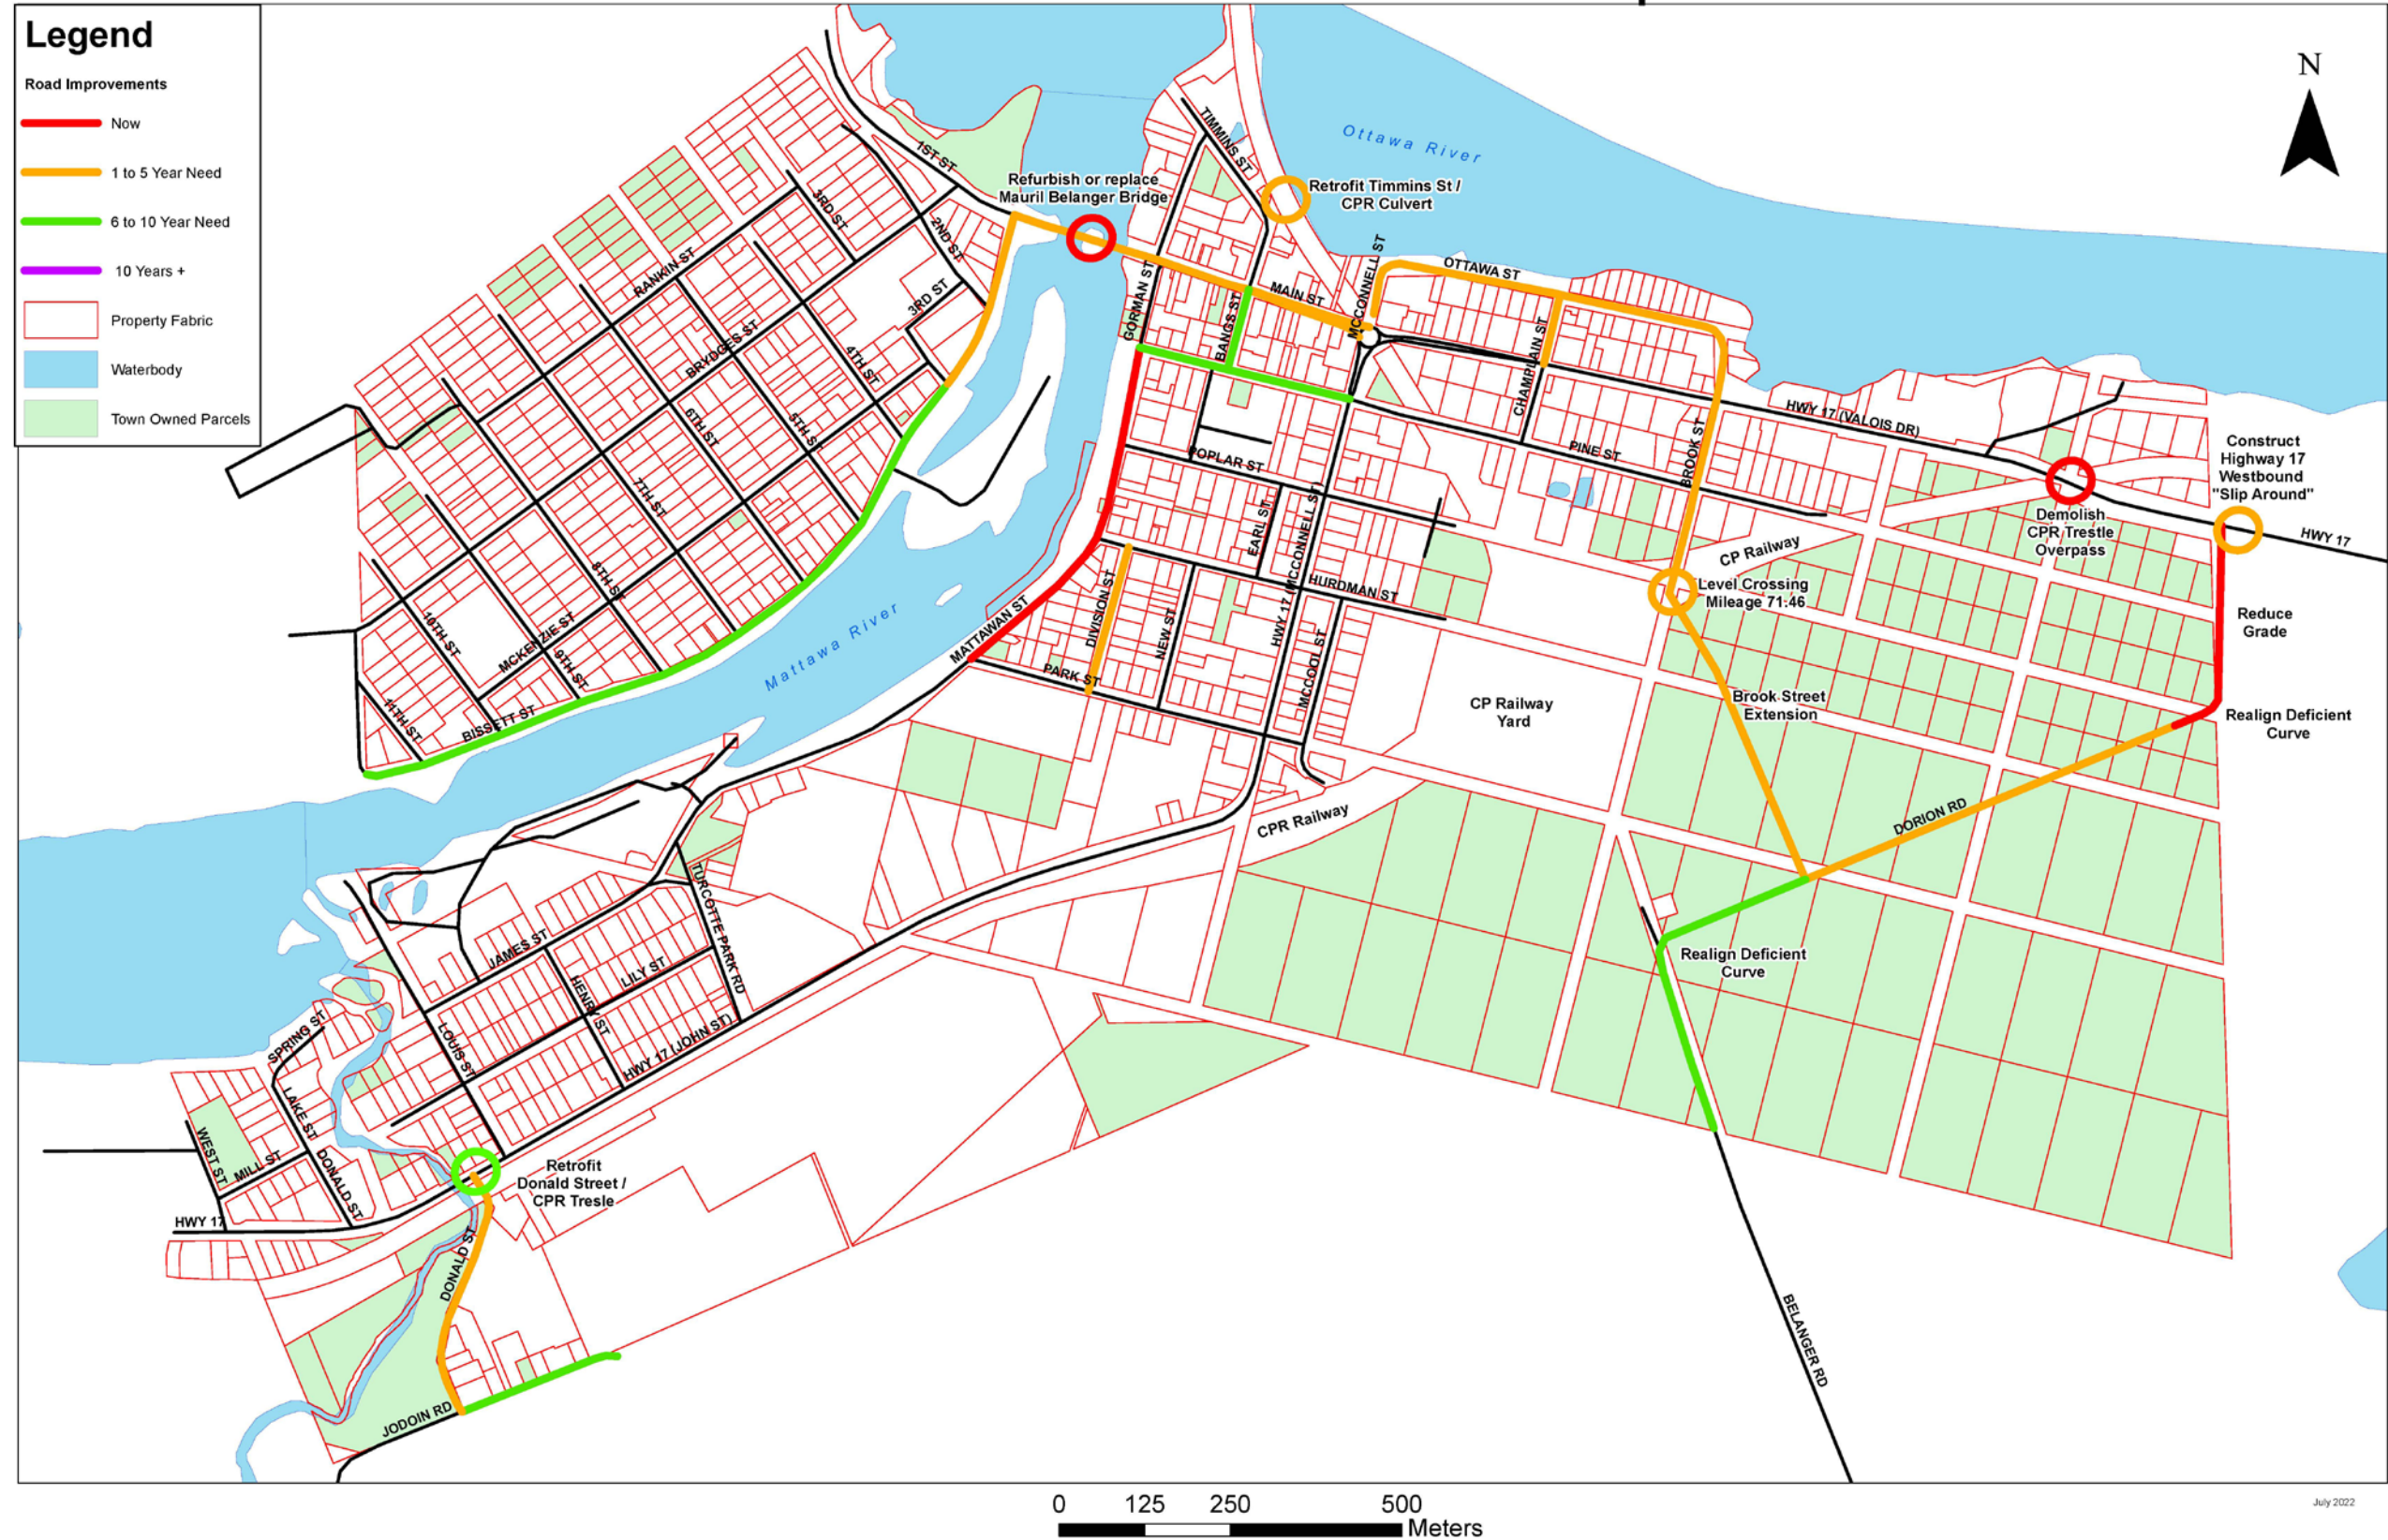 Legend
Road Improvements
Now
1 to 5 Year Need
6 to 10 Year Need
10 Years +
Property Fabric
Waterbody
Town Owned Parcels
N
Ottawa River
TIMMINS ST
1ST ST
Refurbish or replace
Mauril Belanger Bridge
Retrofit Timmins St /
CPR Culvert
3RD ST
2ND ST
RANKIN ST
3RD ST
BRYDGES ST
4TH ST
GORMAN ST
BANGS ST
MAIN ST
MCCONNELL ST
OTTAWA ST
CHAMPLAIN ST
HWY 17 (VALOIS DR)
6TH ST
5TH ST
7TH ST
8TH ST
POPLAR ST
PINE ST
BROOK ST
EARL ST
Construct
Highway 17
Westbound
"Slip Around"
Demolish
CPR Trestle
Overpass
HWY 17
CP Railway
Level Crossing
Mileage 71.46
HWY 17 (MCCONNELL ST)
HURDMAN ST
DIVISION ST
NEW ST
MATTAWAN ST
PARK ST
MCCOOL ST
Reduce
Grade
Mattawa River
10TH ST
MCKENZIE ST
9TH ST
11TH ST
BISSETT ST
CP Railway
Yard
Brook Street
Extension
Realign Deficient
Curve
CPR Railway
DORION RD
TURCOTTE PARK RD
JAMES ST
LILY ST
HENRY ST
Realign Deficient
Curve
LOUIS ST
HWY 17 (JOHN ST)
SPRING ST
LAKE ST
WEST ST
MILL ST
DONALD ST
HWY 17
Retrofit
Donald Street /
CPR Tresle
DONALD ST
JODOIN RD
BELANGER RD
0 125 250 500
Meters
July 2022